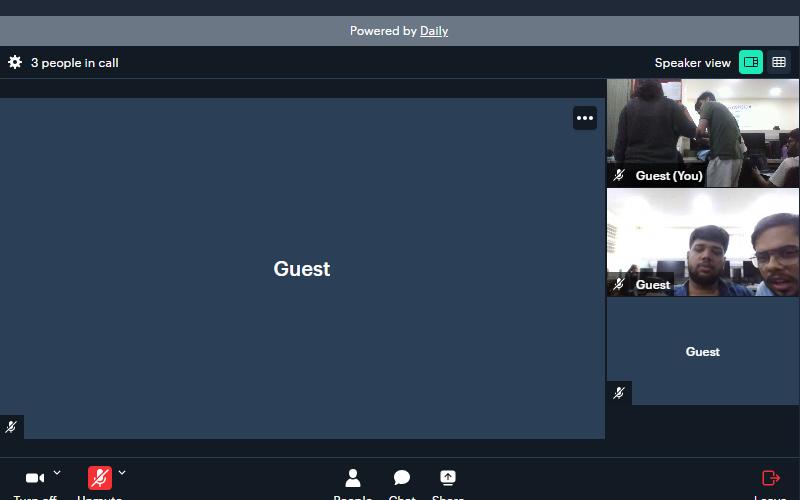 Powered by Daily
3 people in call
Speaker view
Guest
Guest (You)
Guest
Guest
Turn off
Unmute
People
Chat
Share
Leave